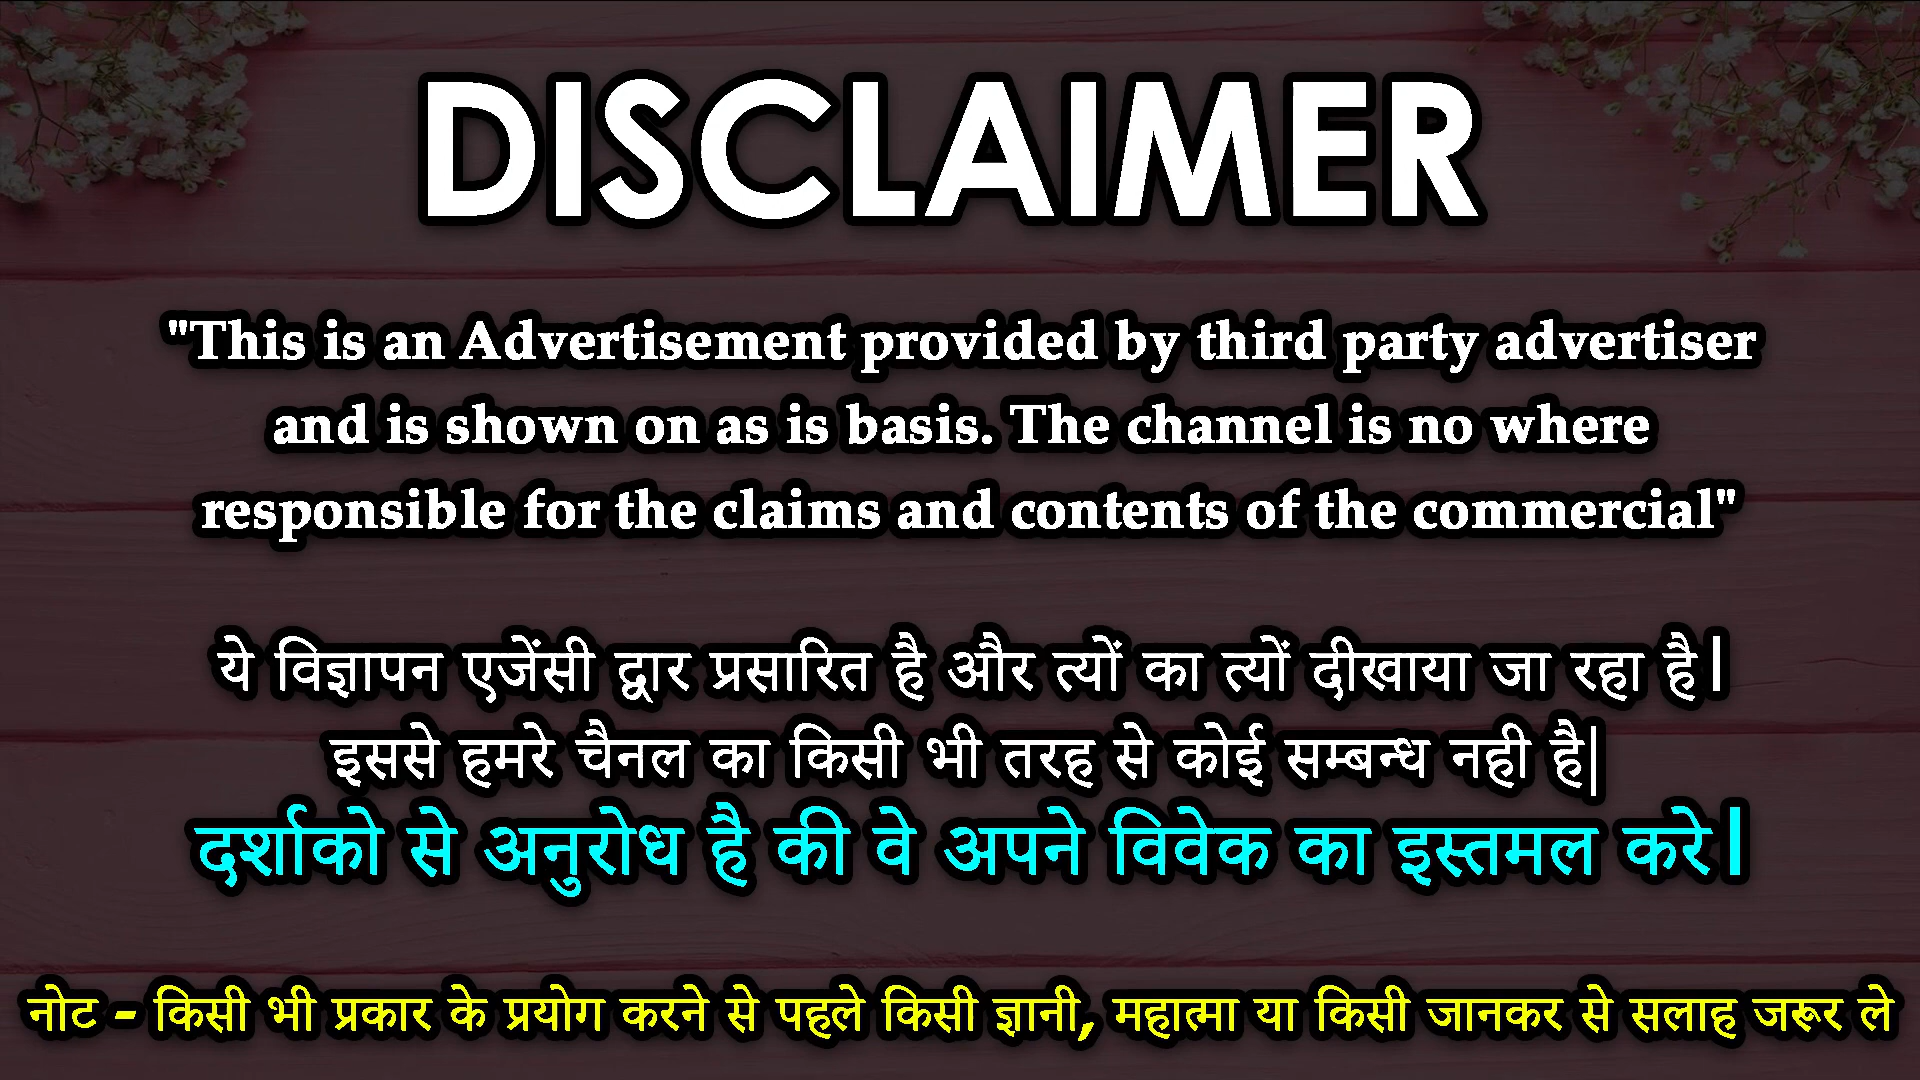 DISCLAIMER
"This is an Advertisement provided by third party advertiser
and is shown on as is basis. The channel is no where
responsible for the claims and contents of the commercial"
ये विज्ञापन एजेंसी द्वार प्रसारित है और त्यों का त्यों दीखाया जा रहा है।
इससे हमरे चैनल का किसी भी तरह से कोई सम्बन्ध नही है|
दर्शाको से अनुरोध है की वे अपने विवेक का इस्तमल करे।
नोट - किसी भी प्रकार के प्रयोग करने से पहले किसी ज्ञानी, महात्मा या किसी जानकर से सलाह जरूर ले